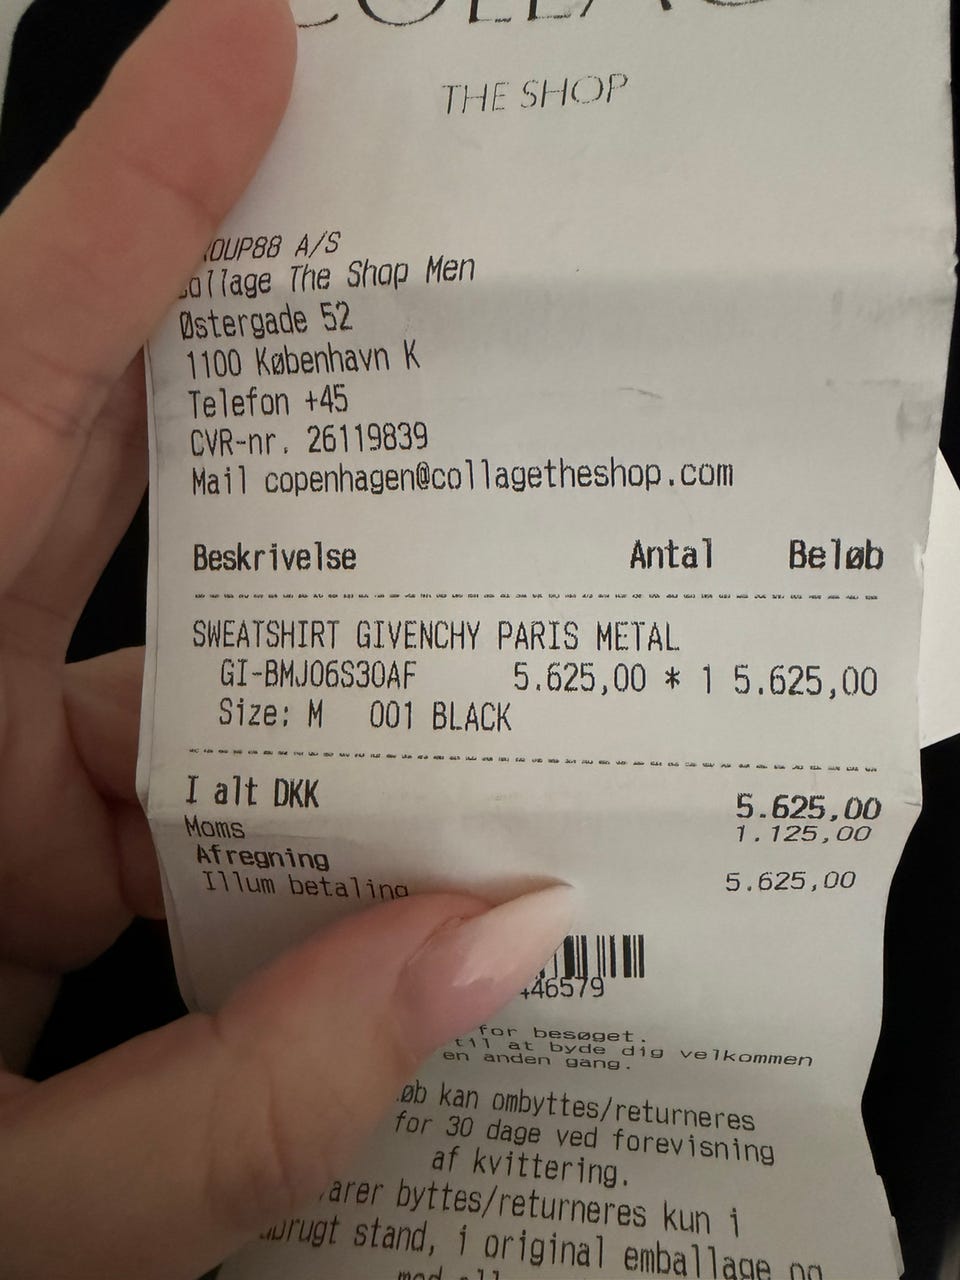 THE SHOP
A/S
The Shop Men
Østergade 52
1100 København K
Telefon +45
CVR-nr. 26119839
Mail copenhagen@collagetheshop.com
Beskrivelse Antal Beløb
SWEATSHIRT GIVENCHY PARIS METAL
GI-BMJ06S30AF 5.625,00 * 1 5.625,00
Size: M 001 BLACK
I alt DKK 5.625,00
Moms 1.125,00
Afregning
Illum betaling 5.625,00
46579
for besøget.
til at byde dig velkommen
en anden gang.
kan ombyttes/returneres
for 30 dage ved forevisning
af kvittering.
byttes/returneres kun i
stand, i original emballage og